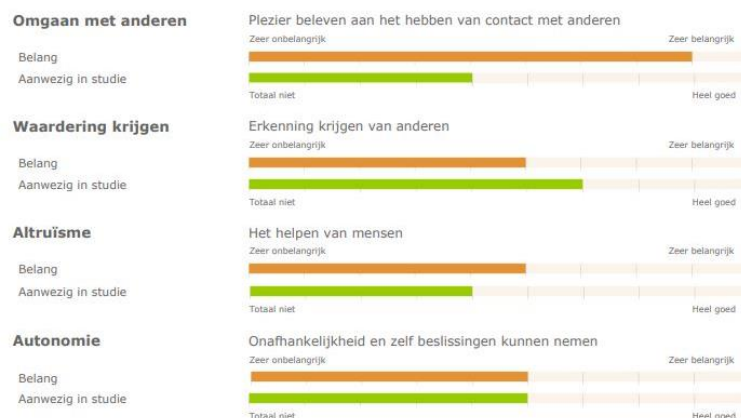 Omgaan met anderen Plezier beleven aan het hebben van contact met anderen
Zeer onbelangrijk Zeer belangrijk
Belang
Aanwezig in studie
Totaal niet Heel goed
Waardering krijgen Erkenning krijgen van anderen
Zeer onbelangrijk Zeer belangrijk
Belang
Aanwezig in studie
Totaal niet Heel goed
Altruïsme Het helpen van mensen
Zeer onbelangrijk Zeer belangrijk
Belang
Aanwezig in studie
Totaal niet Heel goed
Autonomie Onafhankelijkheid en zelf beslissingen kunnen nemen
Zeer onbelangrijk Zeer belangrijk
Belang
Aanwezig in studie
Totaal niet Heel goed